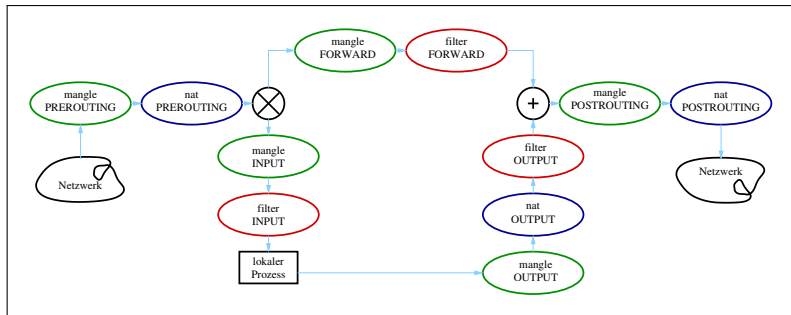 mangle
FORWARD
filter
FORWARD
mangle
PREROUTING
nat
PREROUTING
+
mangle
POSTROUTING
nat
POSTROUTING
mangle
INPUT
filter
OUTPUT
Netzwerk
Netzwerk
filter
INPUT
nat
OUTPUT
lokaler
Prozess
mangle
OUTPUT